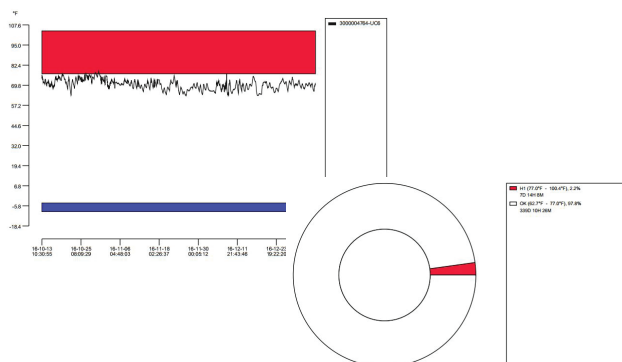 °F
107.6
95.0
82.4
69.8
57.2
44.6
32.0
19.4
6.8
-5.8
-18.4
16-10-13 16-10-25 16-11-06 16-11-18 16-11-30 16-12-11 16-12-23
10:30:55 08:09:29 04:48:03 02:26:37 00:05:12 21:43:46 19:22:20
3000004764-UC0
H1 (77.0°F - 100.4°F), 2.2%
7D 14H 8M
OK (62.7°F - 77.0°F), 97.8%
339D 10H 26M